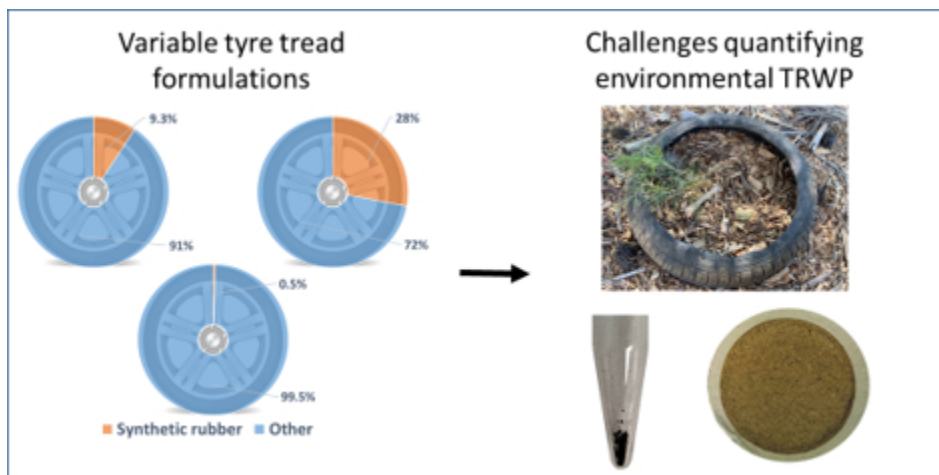 Variable tyre tread
formulations
9.3%
91%
28%
72%
0.5%
99.5%
Synthetic rubber
Other
Challenges quantifying
environmental TRWP